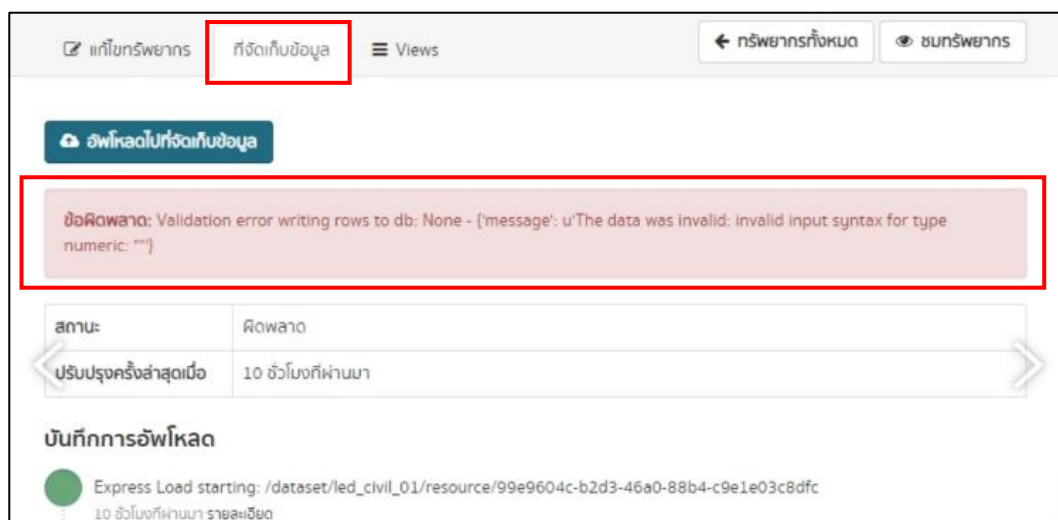 แก้ไขทรัพยากร ที่จัดเก็บข้อมูล Views ทรัพยากรทั้งหมด ชมทรัพยากร
อัพโหลดไปที่จัดเก็บข้อมูล
ข้อผิดพลาด: Validation error writing rows to db: None - {'message': u'The data was invalid: invalid input syntax for type
numeric: ""'}
สถานะ ผิดพลาด
ปรับปรุงครั้งล่าสุดเมื่อ 10 ชั่วโมงที่ผ่านมา
บันทึกการอัพโหลด
Express Load starting: /dataset/led_civil_01/resource/99e9604c-b2d3-46a0-88b4-c9e1e03c8dfc
10 ชั่วโมงที่ผ่านมา รายละเอียด